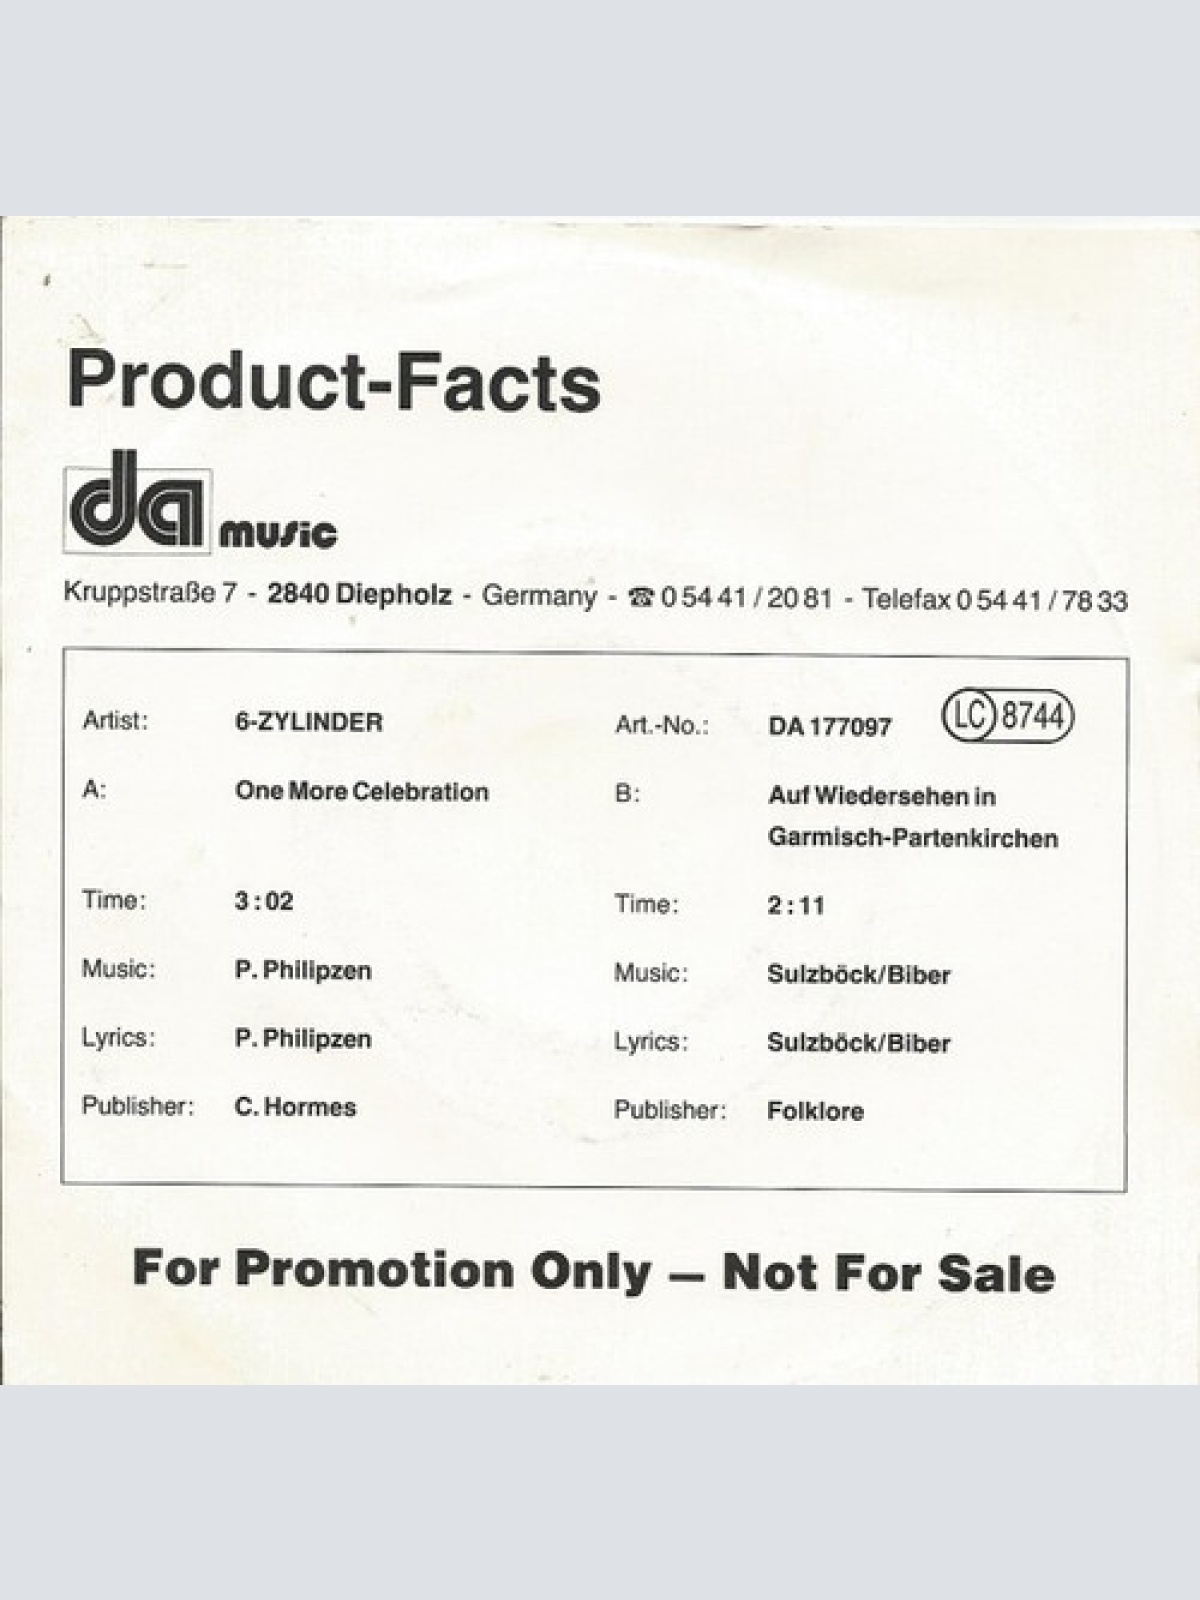 Product-Facts
da music
Kruppstraße 7 - 2840 Diepholz - Germany - ☎ 0 54 41 / 20 81 - Telefax 0 54 41 / 78 33
Artist: 6-ZYLINDER Art.-No.: DA 177097 LC 8744
A: One More Celebration B: Auf Wiedersehen in
Garmisch-Partenkirchen
Time: 3:02 Time: 2:11
Music: P. Philipzen Music: Sulzböck/Biber
Lyrics: P. Philipzen Lyrics: Sulzböck/Biber
Publisher: C. Hormes Publisher: Folklore
For Promotion Only – Not For Sale